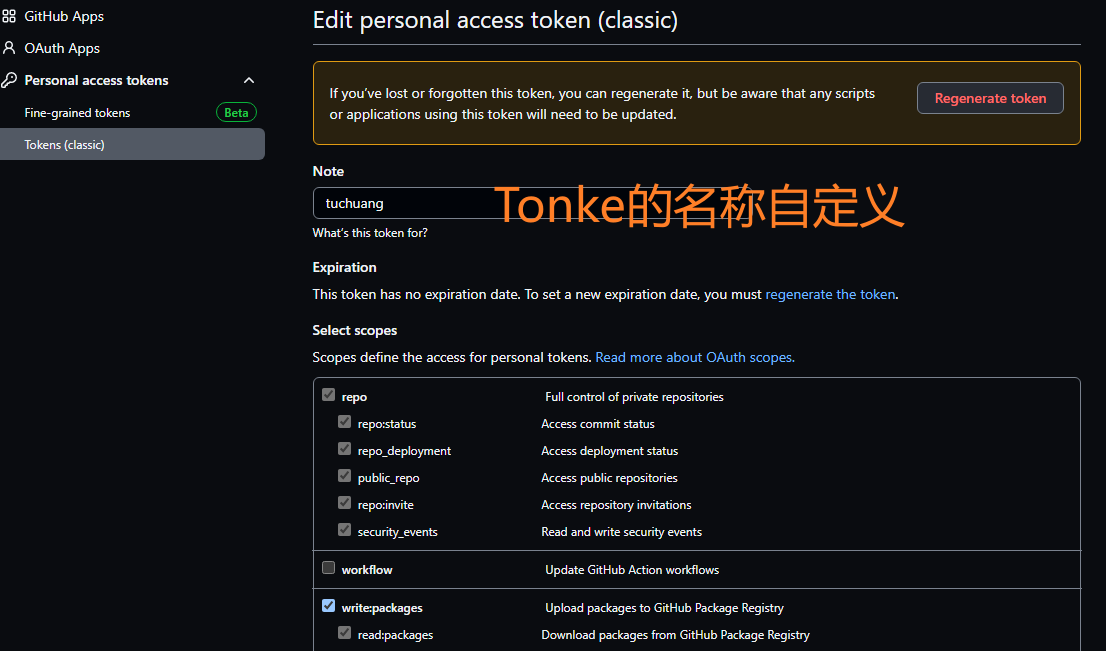 GitHub Apps
OAuth Apps
Personal access tokens
Fine-grained tokens Beta
Tokens (classic)
Edit personal access token (classic)
If you've lost or forgotten this token, you can regenerate it, but be aware that any scripts
or applications using this token will need to be updated.
Regenerate token
Note
tuchuang
Tonke的名称自定义
What's this token for?
Expiration
This token has no expiration date. To set a new expiration date, you must regenerate the token.
Select scopes
Scopes define the access for personal tokens. Read more about OAuth scopes.
repo Full control of private repositories
repo:status Access commit status
repo_deployment Access deployment status
public_repo Access public repositories
repo:invite Access repository invitations
security_events Read and write security events
workflow Update GitHub Action workflows
write:packages Upload packages to GitHub Package Registry
read:packages Download packages from GitHub Package Registry